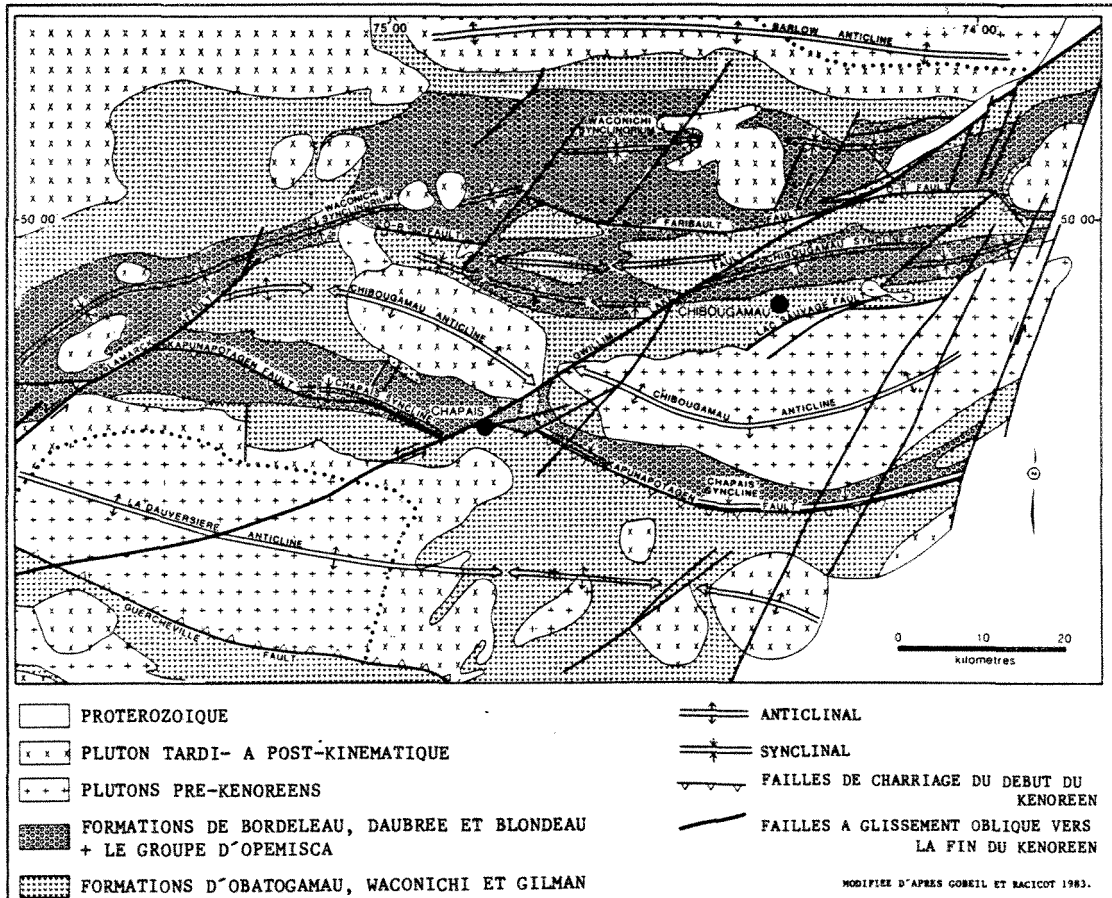 75 00
74 00
BARLOW ANTICLINE
WACONICHI
SYNCLINORIUM
50 00
WACONICHI
SYNCLINORIUM
FAULT
FARIBAULT FAULT
FAULT
50 00
CHIBOUGAMAU SYNCLINE
FAULT
CHIBOUGAMAU
LAC SAUVAGE FAULT
CHIBOUGAMAU ANTICLINE
GWILLIM
FAULT
KAPUNAPOTAGEN FAULT
CHAPAIS SYNCLINE
CHAPAIS
CHIBOUGAMAU ANTICLINE
KAPUNAPOTAGEN
FAULT
CHAPAIS
SYNCLINE
LA DAUVERSIERE ANTICLINE
GUERCHEVILLE FAULT
N
0 10 20
kilometres
PROTEROZOIQUE
PLUTON TARDI- A POST-KINEMATIQUE
PLUTONS PRE-KENOREENS
FORMATIONS DE BORDELEAU, DAUBREE ET BLONDEAU
+ LE GROUPE D'OPEMISCA
FORMATIONS D'OBATOGAMAU, WACONICHI ET GILMAN
ANTICLINAL
SYNCLINAL
FAILLES DE CHARRIAGE DU DEBUT DU
KENOREEN
FAILLES A GLISSEMENT OBLIQUE VERS
LA FIN DU KENOREEN
MODIFIEE D'APRES GOBEIL ET RACICOT 1983.